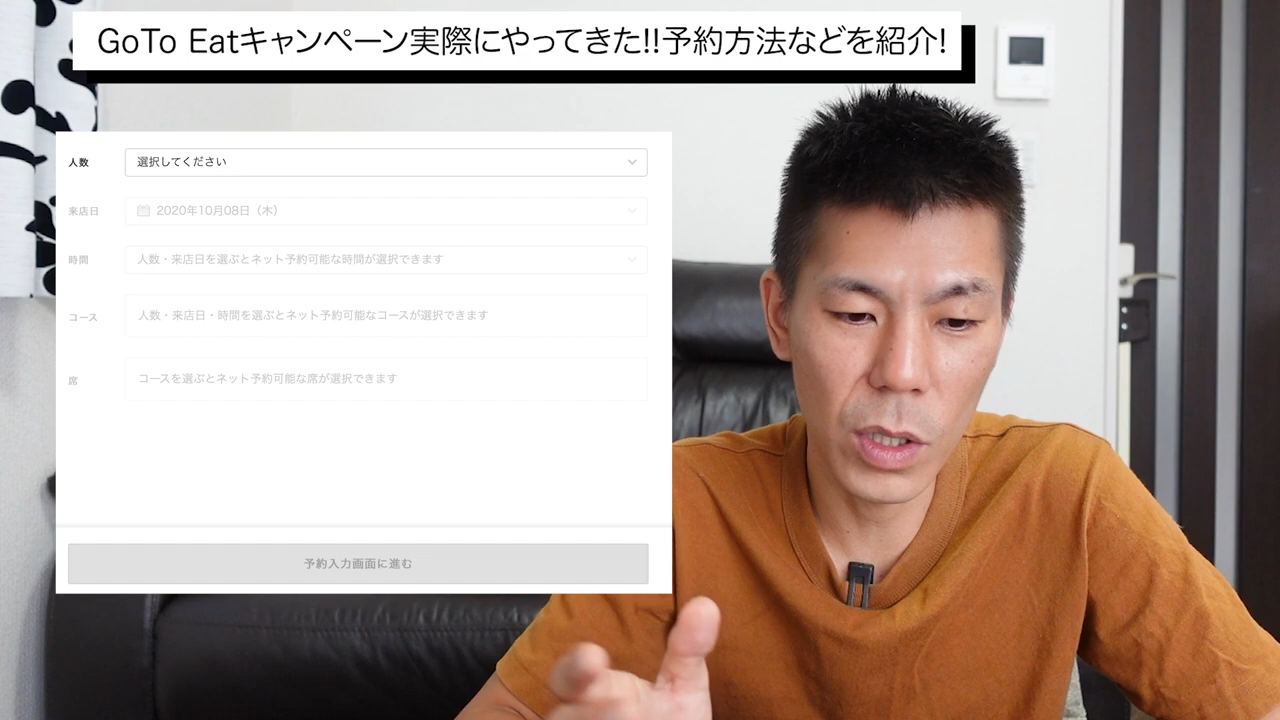 GoTo Eatキャンペーン実際にやってきた!!予約方法などを紹介!
人数
選択してください
来店日
2020年10月08日（木）
時間
人数・来店日を選ぶとネット予約可能な時間が選択できます
コース
人数・来店日・時間を選ぶとネット予約可能なコースが選択できます
席
コースを選ぶとネット予約可能な席が選択できます
予約入力画面に進む